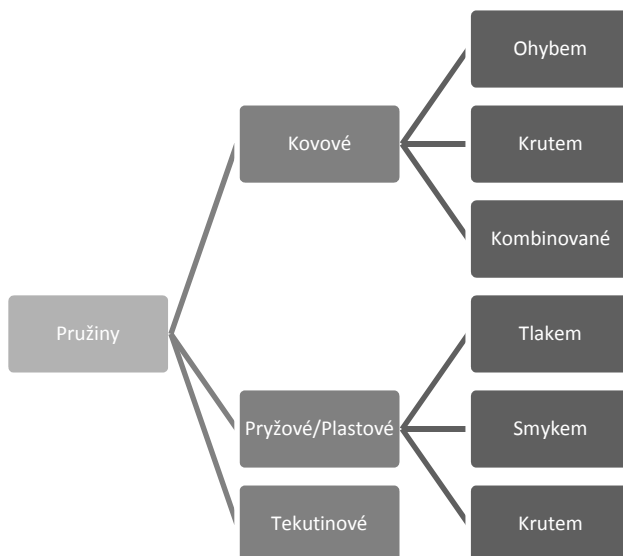 Pružiny
Kovové
Ohybem
Krutem
Kombinované
Pryžové/Plastové
Tlakem
Smykem
Krutem
Tekutinové